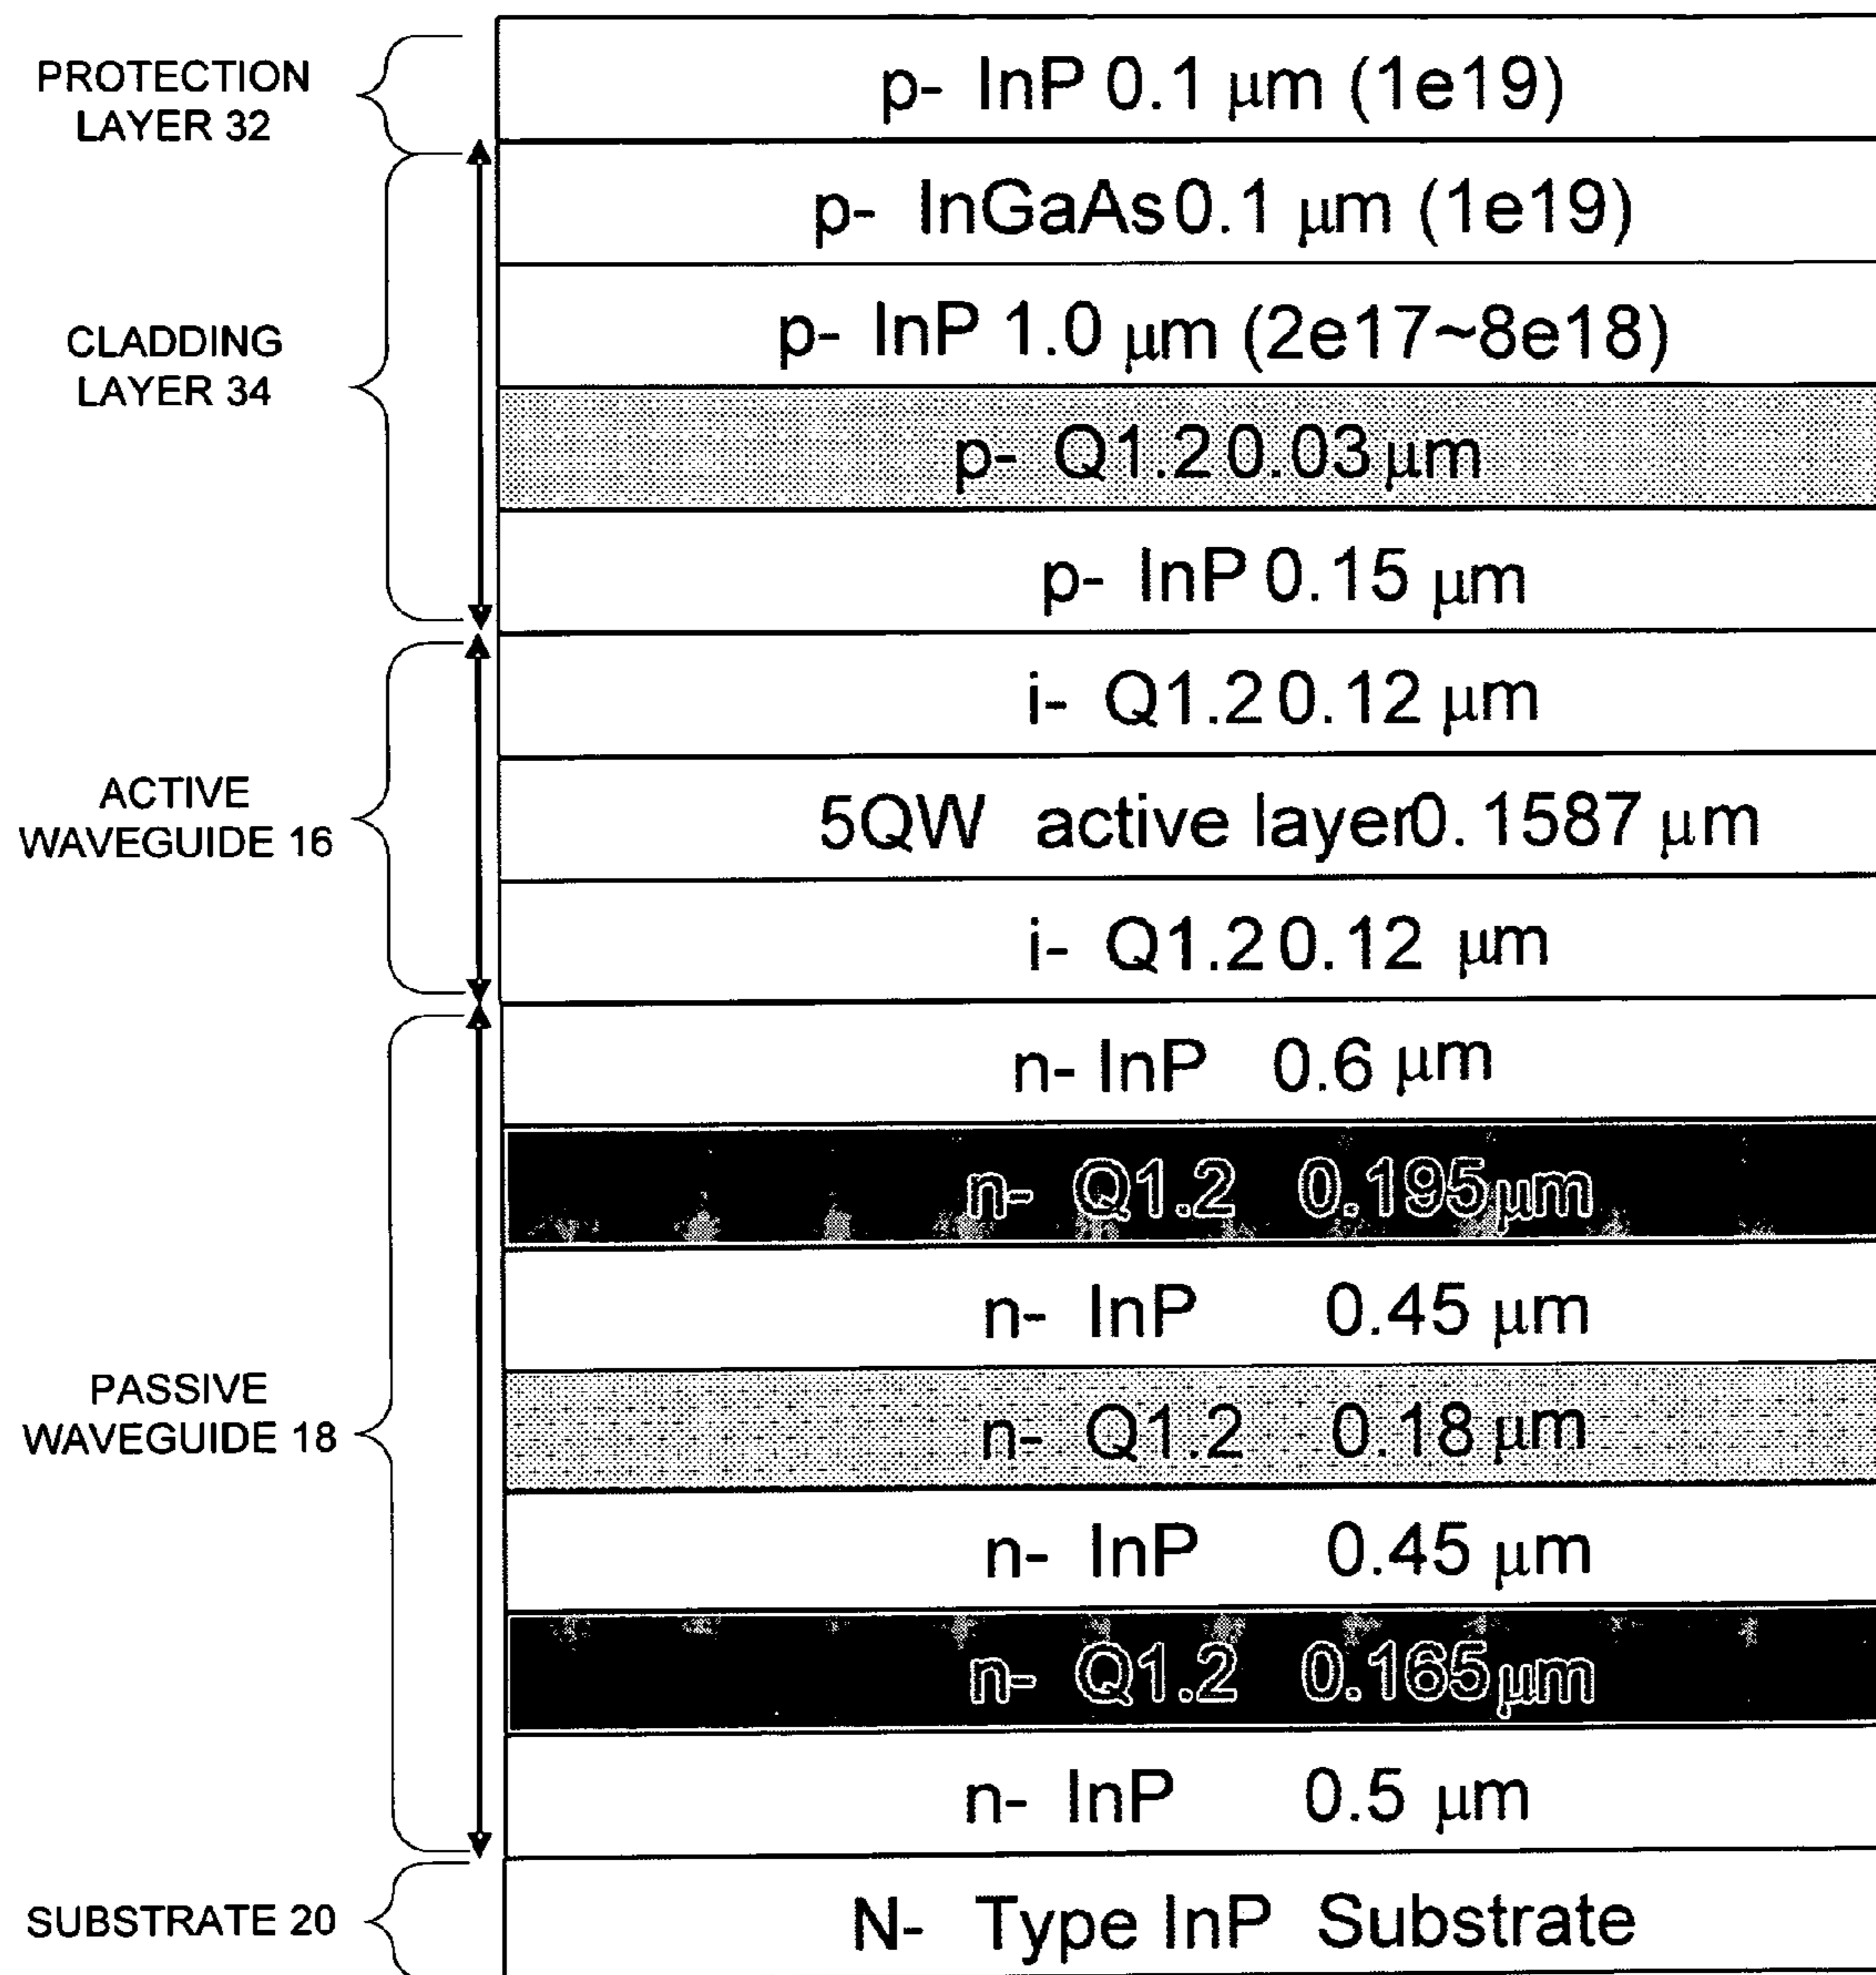 PROTECTION
LAYER 32
p- InP 0.1 μm (1e19)
p- InGaAs 0.1 μm (1e19)
CLADDING
LAYER 34
p- InP 1.0 μm (2e17~8e18)
p- Q1.2 0.03 μm
p- InP 0.15 μm
i- Q1.2 0.12 μm
ACTIVE
WAVEGUIDE 16
5QW active layer 0.1587 μm
i- Q1.2 0.12 μm
n- InP 0.6 μm
n- Q1.2 0.195 μm
n- InP 0.45 μm
PASSIVE
WAVEGUIDE 18
n- Q1.2 0.18 μm
n- InP 0.45 μm
n- Q1.2 0.165 μm
n- InP 0.5 μm
SUBSTRATE 20
N- Type InP Substrate